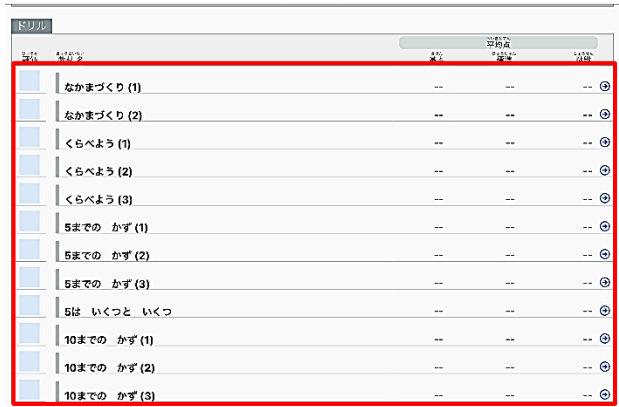 ドリル
平均点
教材名
なかまづくり (1) -- -- --
なかまづくり (2) -- -- --
くらべよう (1) -- -- --
くらべよう (2) -- -- --
くらべよう (3) -- -- --
5までの かず (1) -- -- --
5までの かず (2) -- -- --
5までの かず (3) -- -- --
5は いくつと いくつ -- -- --
10までの かず (1) -- -- --
10までの かず (2) -- -- --
10までの かず (3) -- -- --